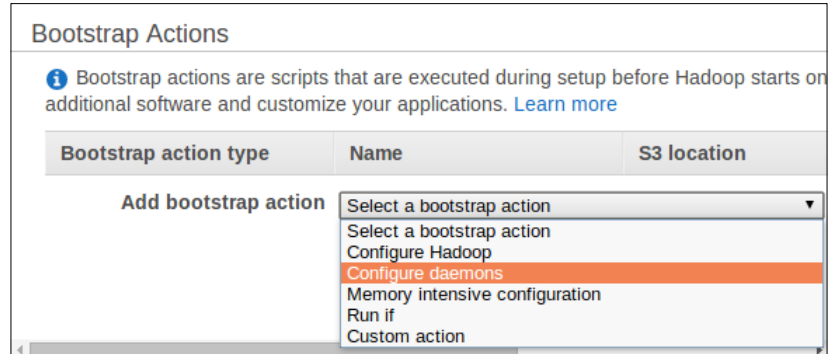 Bootstrap Actions
Bootstrap actions are scripts that are executed during setup before Hadoop starts on
additional software and customize your applications. Learn more
Bootstrap action type Name S3 location
Add bootstrap action Select a bootstrap action
Select a bootstrap action
Configure Hadoop
Configure daemons
Memory intensive configuration
Run if
Custom action